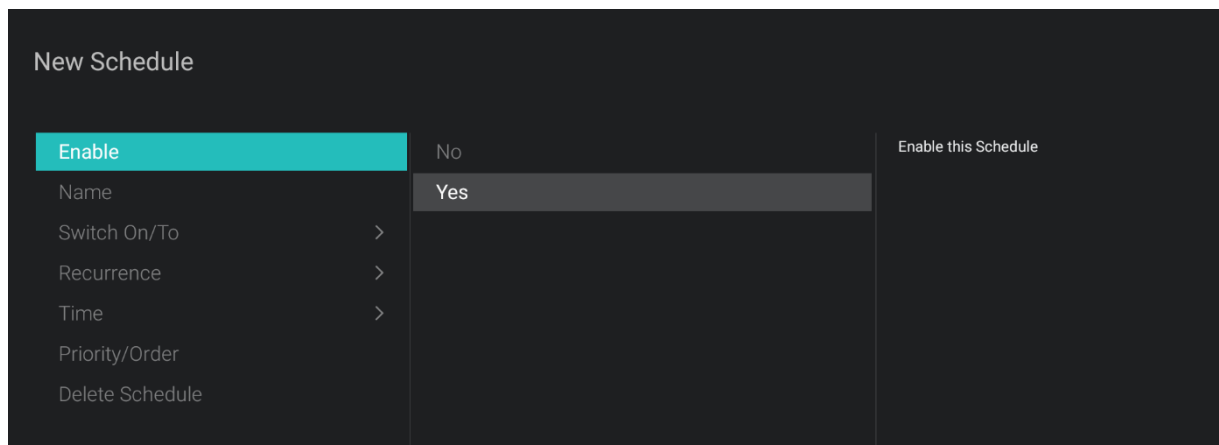 New Schedule
Enable
Name
Switch On/To
Recurrence
Time
Priority/Order
Delete Schedule
No
Yes
Enable this Schedule